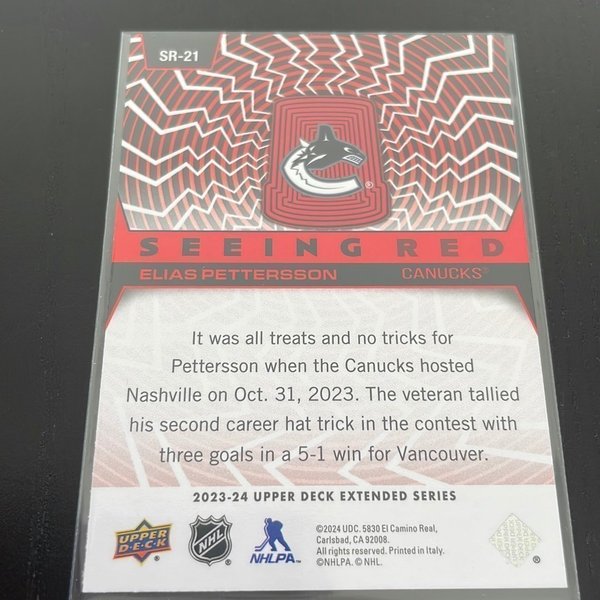 SR-21
SEEING RED
ELIAS PETTERSSON CANUCKS®
It was all treats and no tricks for
Pettersson when the Canucks hosted
Nashville on Oct. 31, 2023. The veteran tallied
his second career hat trick in the contest with
three goals in a 5-1 win for Vancouver.
2023-24 UPPER DECK EXTENDED SERIES
UPPER
DECK
NHL
NHLPA
©2024 UDC. 5830 El Camino Real,
Carlsbad, CA 92008.
All rights reserved. Printed in Italy.
©NHLPA. © NHL.